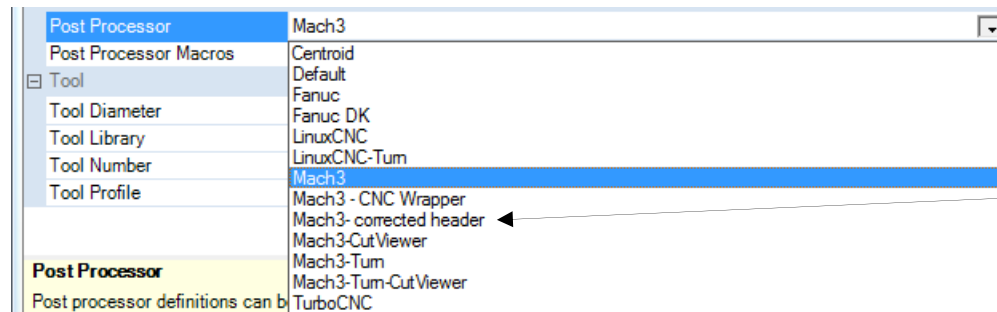 Post Processor Mach3
Post Processor Macros Centroid
Tool Default
Fanuc
Tool Diameter Fanuc DK
Tool Library LinuxCNC
Tool Number LinuxCNC-Turn
Mach3
Tool Profile Mach3 - CNC Wrapper
Mach3- corrected header
Mach3-CutViewer
Mach3-Turn
Post Processor Mach3-Turn-CutViewer
Post processor definitions can b TurboCNC